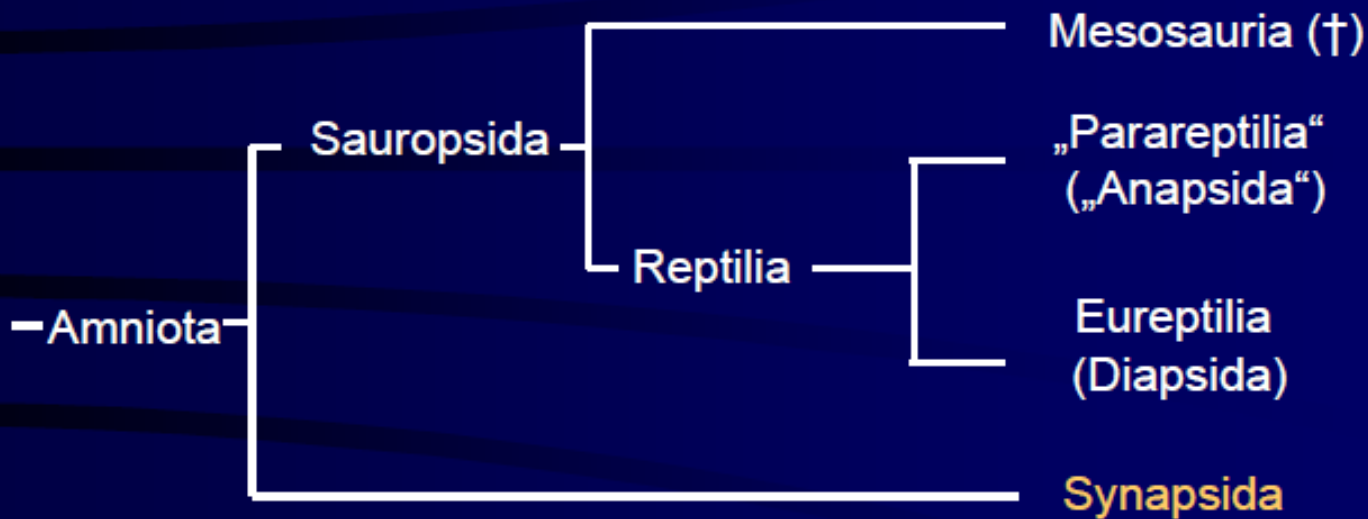 Mesosauria (†)
„Parareptilia“
(„Anapsida“)
Sauropsida
Reptilia
Amniota
Eureptilia
(Diapsida)
Synapsida